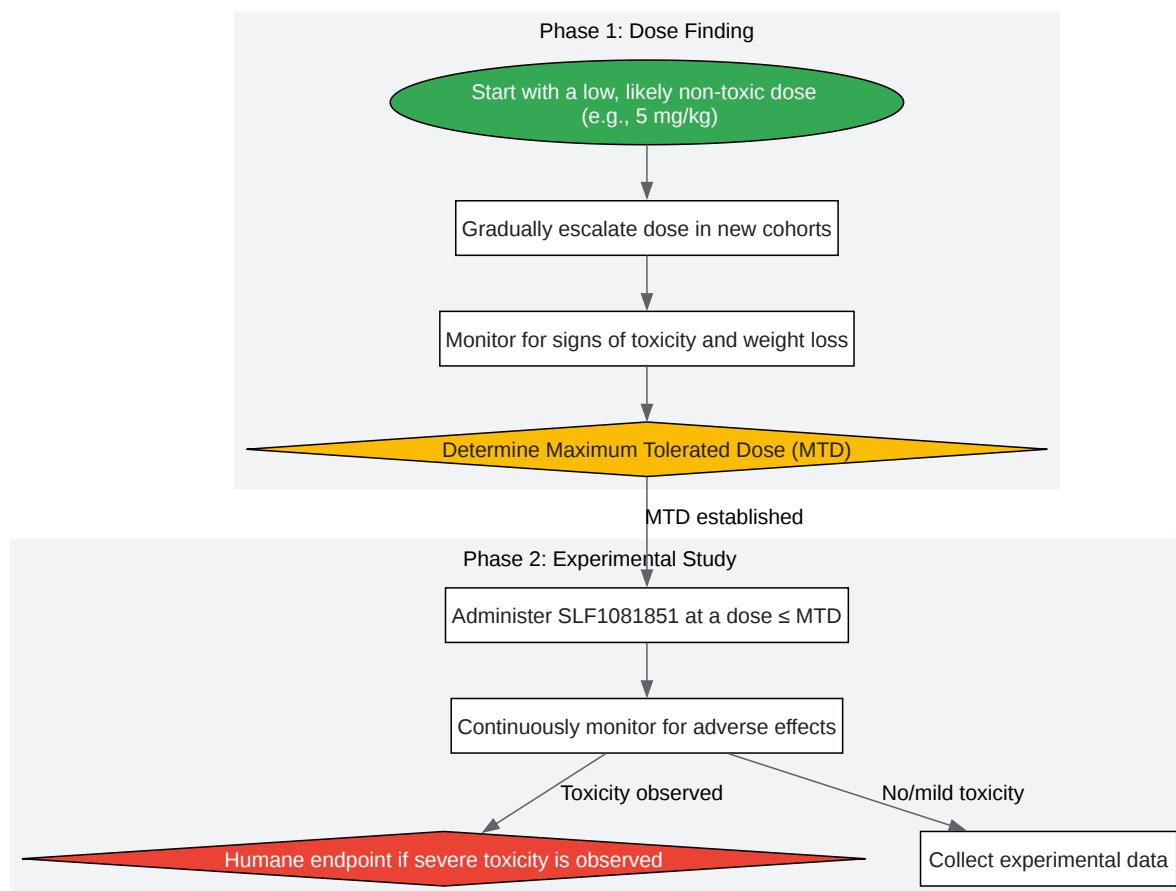 Phase 1: Dose Finding
Start with a low, likely non-toxic dose
(e.g., 5 mg/kg)
Gradually escalate dose in new cohorts
Monitor for signs of toxicity and weight loss
Determine Maximum Tolerated Dose (MTD)
MTD established
Phase 2: Experimental Study
Administer SLF1081851 at a dose ≤ MTD
Continuously monitor for adverse effects
Toxicity observed
No/mild toxicity
Humane endpoint if severe toxicity is observed
Collect experimental data